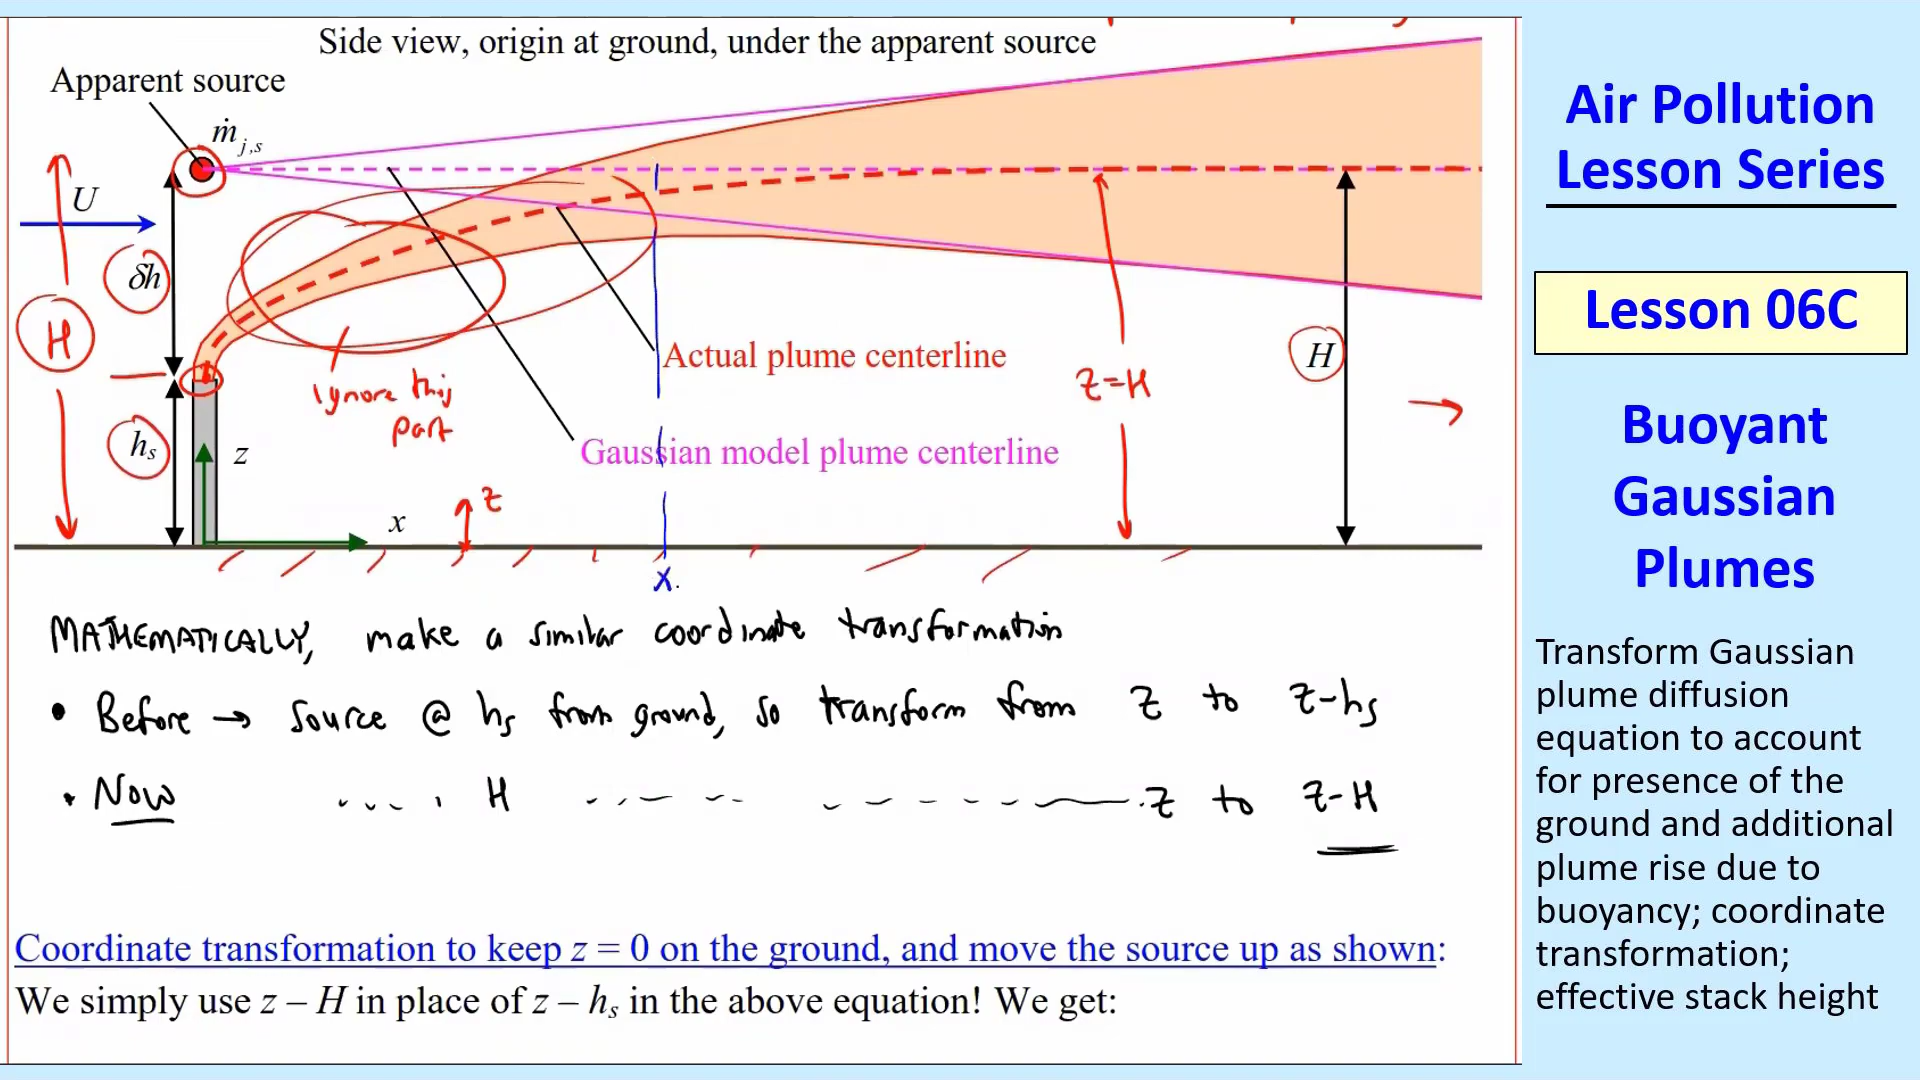 Side view, origin at ground, under the apparent source
Apparent source
ṁj,s
U
δh
H
hs
z
x
Actual plume centerline
Gaussian model plume centerline
Ignore this
part
z
z=H
H
x
MATHEMATICALLY, make a similar coordinate transformation
• Before → source @ hs from ground, so transform from z to z-hs
• Now .... H z to z-H
Coordinate transformation to keep z = 0 on the ground, and move the source up as shown:
We simply use z – H in place of z – hs in the above equation! We get:
Air Pollution
Lesson Series
Lesson 06C
Buoyant
Gaussian
Plumes
Transform Gaussian
plume diffusion
equation to account
for presence of the
ground and additional
plume rise due to
buoyancy; coordinate
transformation;
effective stack height